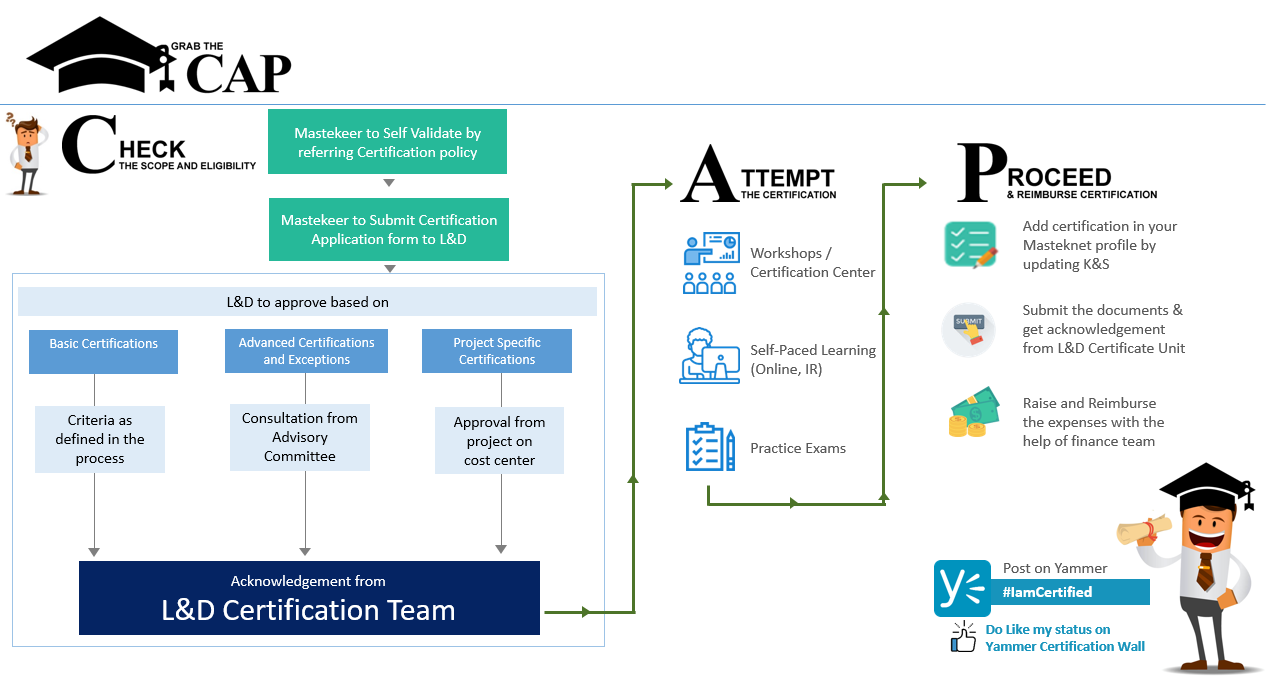 GRAB THE
CAP
??
CHECK
THE SCOPE AND ELIGIBILITY
Mastekeer to Self Validate by
referring Certification policy
Mastekeer to Submit Certification
Application form to L&D
L&D to approve based on
Basic Certifications
Criteria as
defined in the
process
Advanced Certifications
and Exceptions
Consultation from
Advisory
Committee
Project Specific
Certifications
Approval from
project on
cost center
Acknowledgement from
L&D Certification Team
ATTEMPT
THE CERTIFICATION
Workshops /
Certification Center
Self-Paced Learning
(Online, IR)
Practice Exams
PROCEED
& REIMBURSE CERTIFICATION
Add certification in your
Masteknet profile by
updating K&S
SUBMIT
Submit the documents &
get acknowledgement
from L&D Certificate Unit
Raise and Reimburse
the expenses with the
help of finance team
Post on Yammer
#IamCertified
Do Like my status on
Yammer Certification Wall